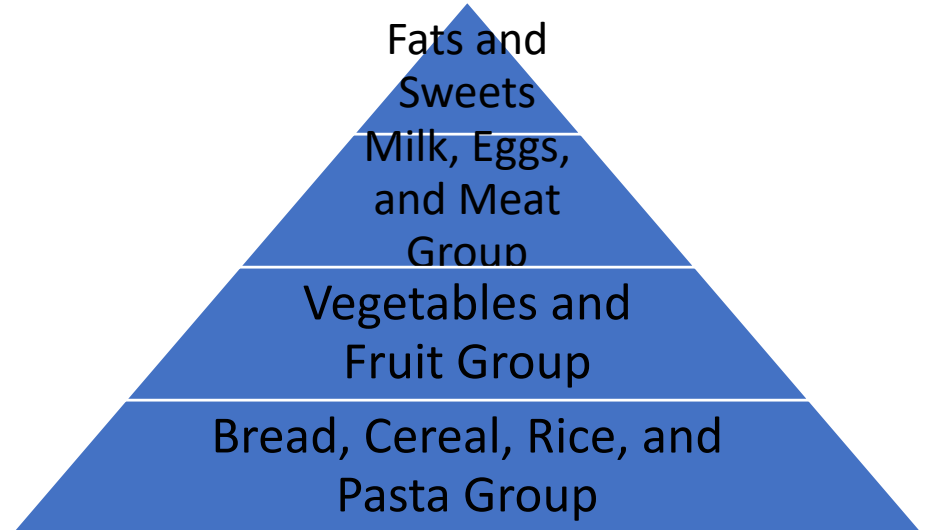 Fats and
Sweets
Milk, Eggs,
and Meat
Group
Vegetables and
Fruit Group
Bread, Cereal, Rice, and
Pasta Group